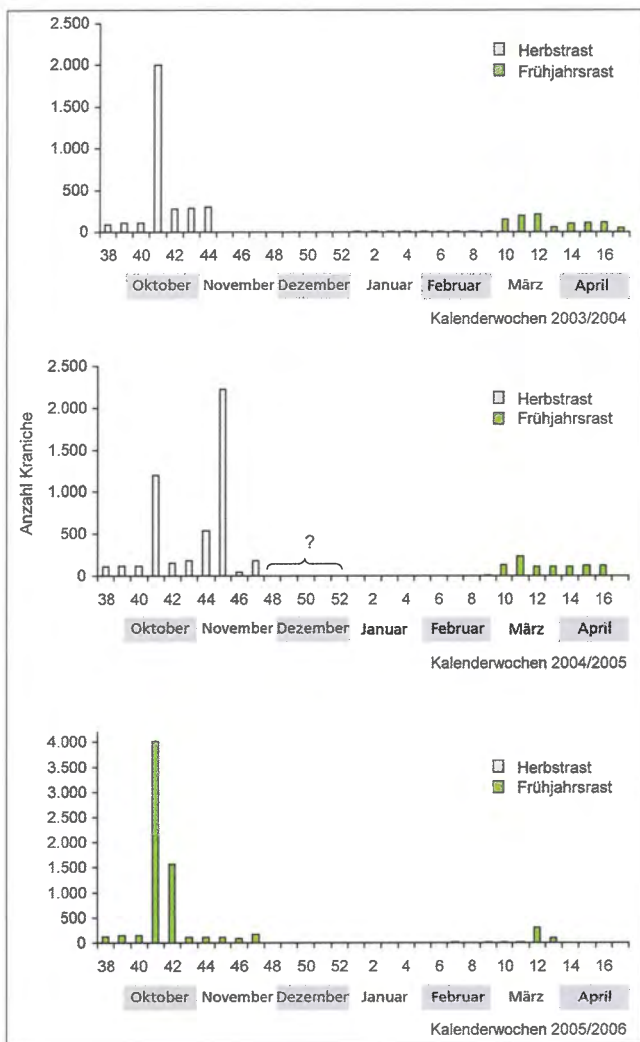 2.500
2.000
1.500
1.000
500
0
Herbstrast
Frühjahrsrast
38 40 42 44 46 48 50 52 2 4 6 8 10 12 14 16
Oktober November Dezember Januar Februar März April
Kalenderwochen 2003/2004
Anzahl Kraniche
2.500
2.000
1.500
1.000
500
0
Herbstrast
Frühjahrsrast
?
38 40 42 44 46 48 50 52 2 4 6 8 10 12 14 16
Oktober November Dezember Januar Februar März April
Kalenderwochen 2004/2005
4.000
3.500
3.000
2.500
2.000
1.500
1.000
500
0
Herbstrast
Frühjahrsrast
38 40 42 44 46 48 50 52 2 4 6 8 10 12 14 16
Oktober November Dezember Januar Februar März April
Kalenderwochen 2005/2006